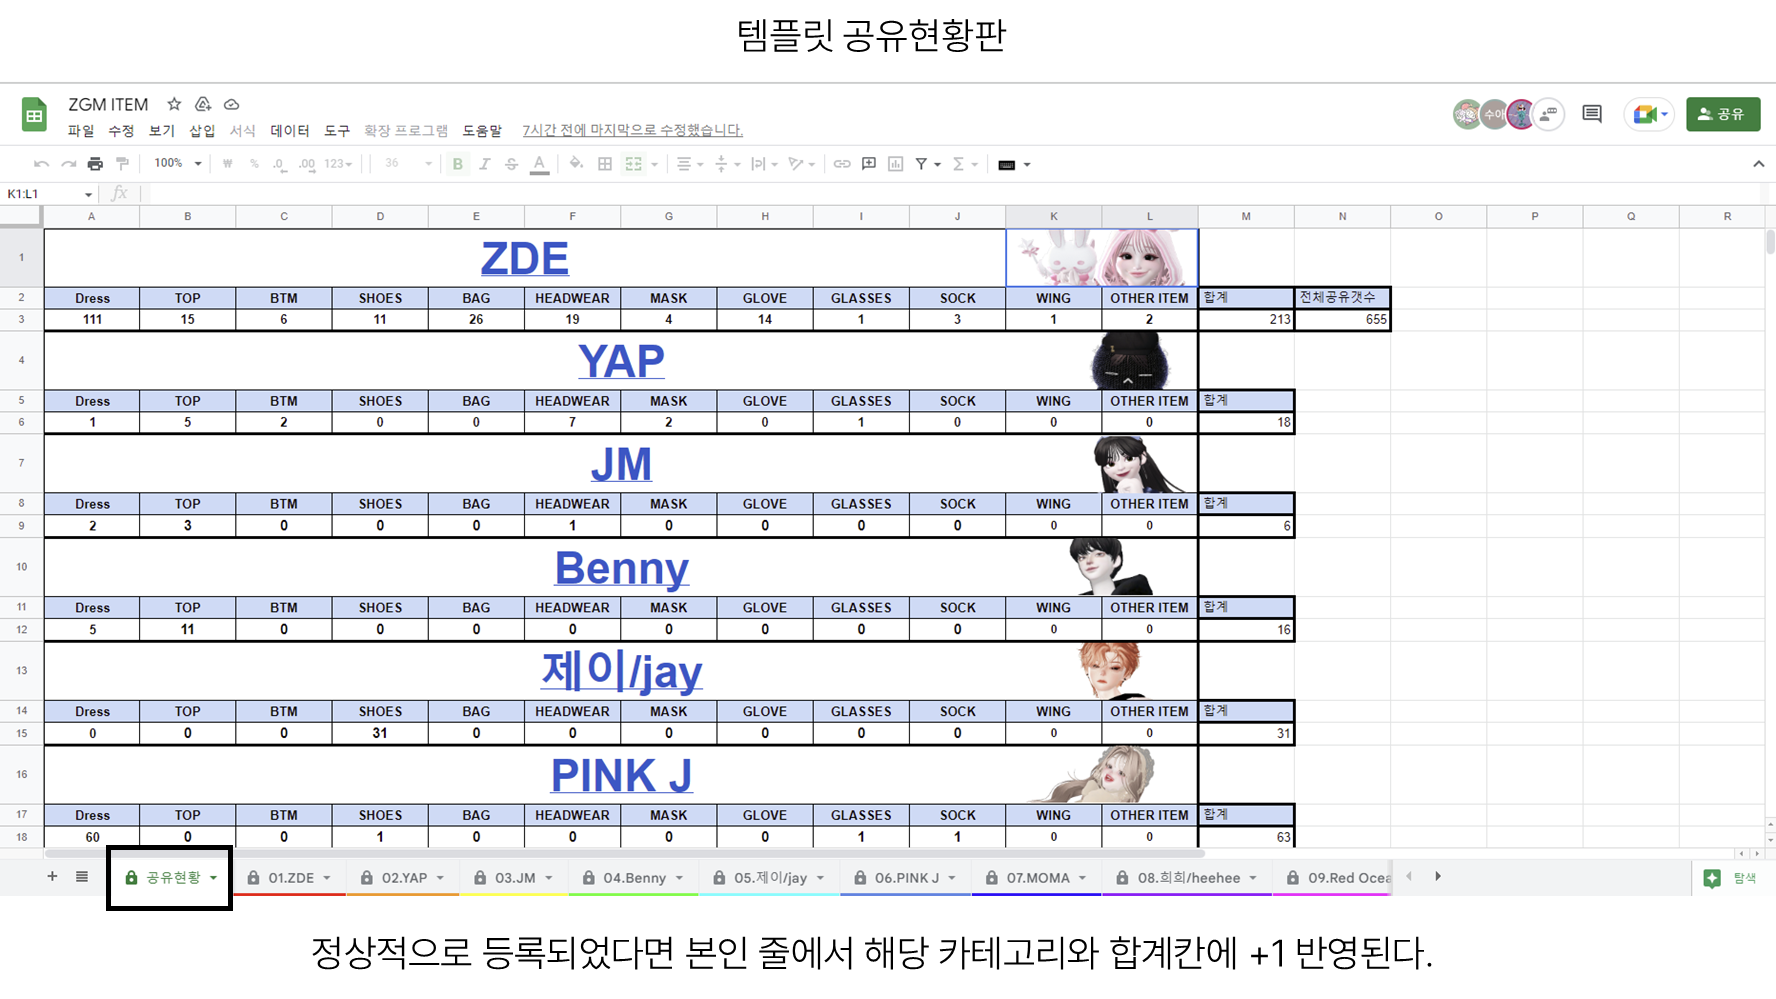 템플릿 공유현황판
ZGM ITEM
파일 수정 보기 삽입 서식 데이터 도구 확장 프로그램 도움말 7시간 전에 마지막으로 수정했습니다.
수아
공유
100% ₩ % .0 .00 123 36 B I S A
K1:L1 fx
A B C D E F G H I J K L M N O P Q R
1 ZDE
2 Dress TOP BTM SHOES BAG HEADWEAR MASK GLOVE GLASSES SOCK WING OTHER ITEM 합계 전체공유갯수
3 111 15 6 11 26 19 4 14 1 3 1 2 213 655
4 YAP
5 Dress TOP BTM SHOES BAG HEADWEAR MASK GLOVE GLASSES SOCK WING OTHER ITEM 합계
6 1 5 2 0 0 7 2 0 1 0 0 0 18
7 JM
8 Dress TOP BTM SHOES BAG HEADWEAR MASK GLOVE GLASSES SOCK WING OTHER ITEM 합계
9 2 3 0 0 0 1 0 0 0 0 0 0 6
10 Benny
11 Dress TOP BTM SHOES BAG HEADWEAR MASK GLOVE GLASSES SOCK WING OTHER ITEM 합계
12 5 11 0 0 0 0 0 0 0 0 0 0 16
13 제이/jay
14 Dress TOP BTM SHOES BAG HEADWEAR MASK GLOVE GLASSES SOCK WING OTHER ITEM 합계
15 0 0 0 31 0 0 0 0 0 0 0 0 31
16 PINK J
17 Dress TOP BTM SHOES BAG HEADWEAR MASK GLOVE GLASSES SOCK WING OTHER ITEM 합계
18 60 0 0 1 0 0 0 0 1 1 0 0 63
공유현황 01.ZDE 02.YAP 03.JM 04.Benny 05.제이/jay 06.PINK J 07.MOMA 08.희희/heehee 09.Red Ocea 탐색
정상적으로 등록되었다면 본인 줄에서 해당 카테고리와 합계칸에 +1 반영된다.